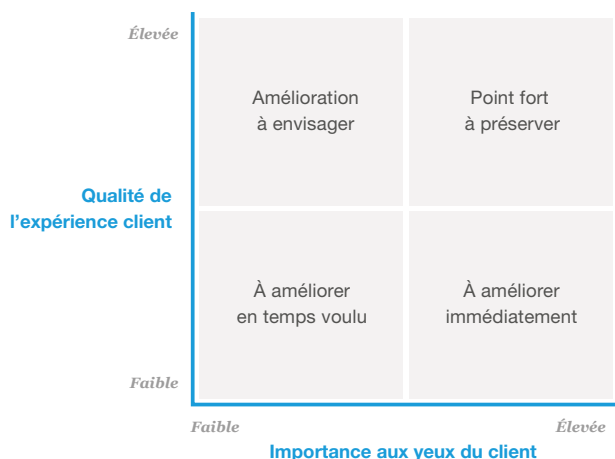 Élevée
Amélioration
à envisager
Point fort
à préserver
Qualité de
l'expérience client
À améliorer
en temps voulu
À améliorer
immédiatement
Faible
Faible
Élevée
Importance aux yeux du client